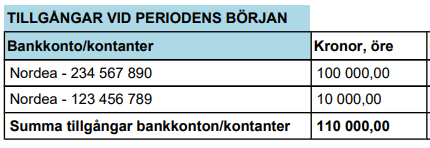 TILLGÅNGAR VID PERIODENS BÖRJAN
Bankkonto/kontanter Kronor, öre
Nordea - 234 567 890 100 000,00
Nordea - 123 456 789 10 000,00
Summa tillgångar bankkonton/kontanter 110 000,00